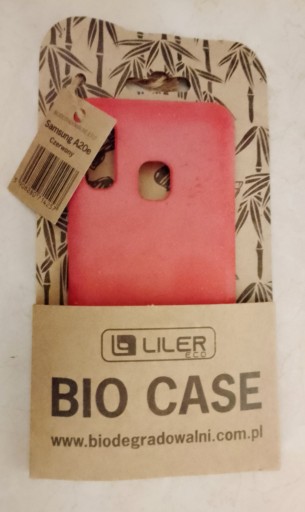 Samsung A20e
Czerwony
LILER
ECO
BIO CASE
www.biodegradowalni.com.pl